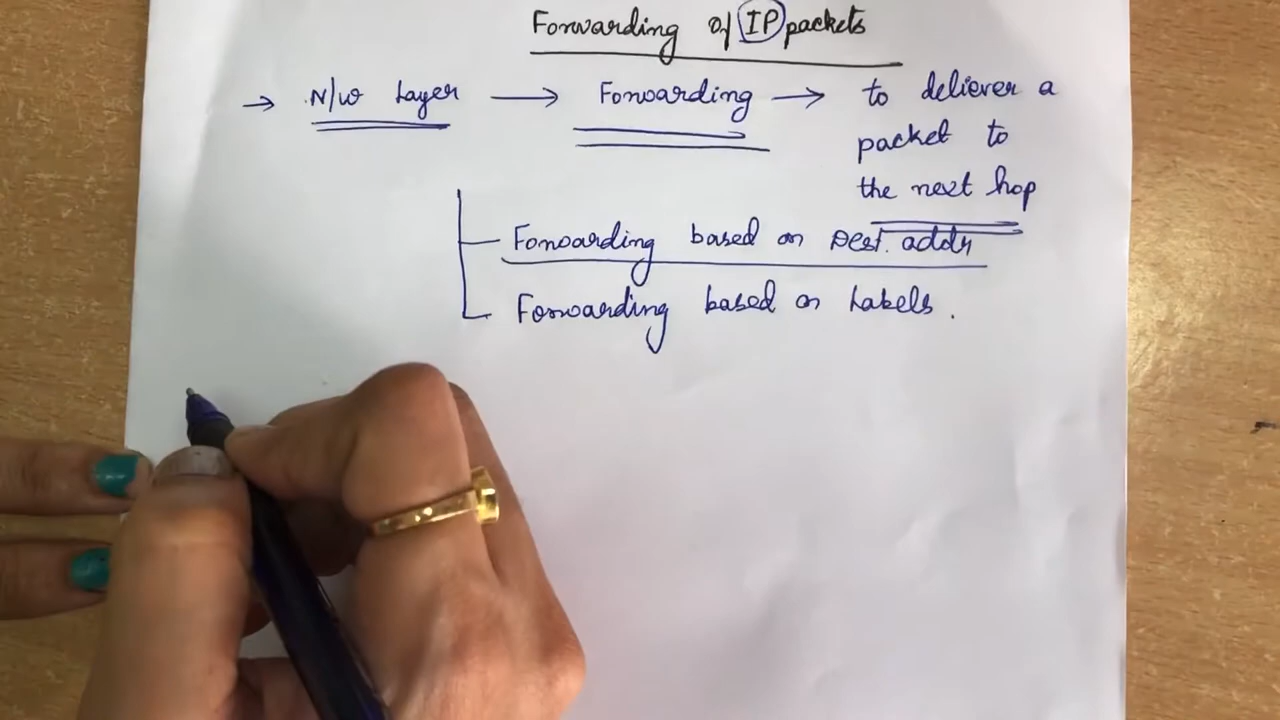 Forwarding of IP packets
→ N/w Layer → Forwarding → to deliever a
packet to
the next hop
Forwarding based on Dest. addr
Forwarding based on Labels.